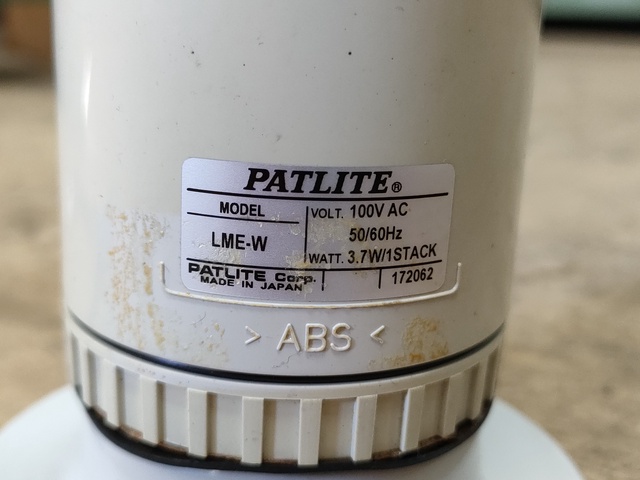 PATLITE®
MODEL
LME-W
VOLT. 100V AC
50/60Hz
WATT. 3.7W/1STACK
PATLITE Corp.
MADE IN JAPAN
172062
> ABS <